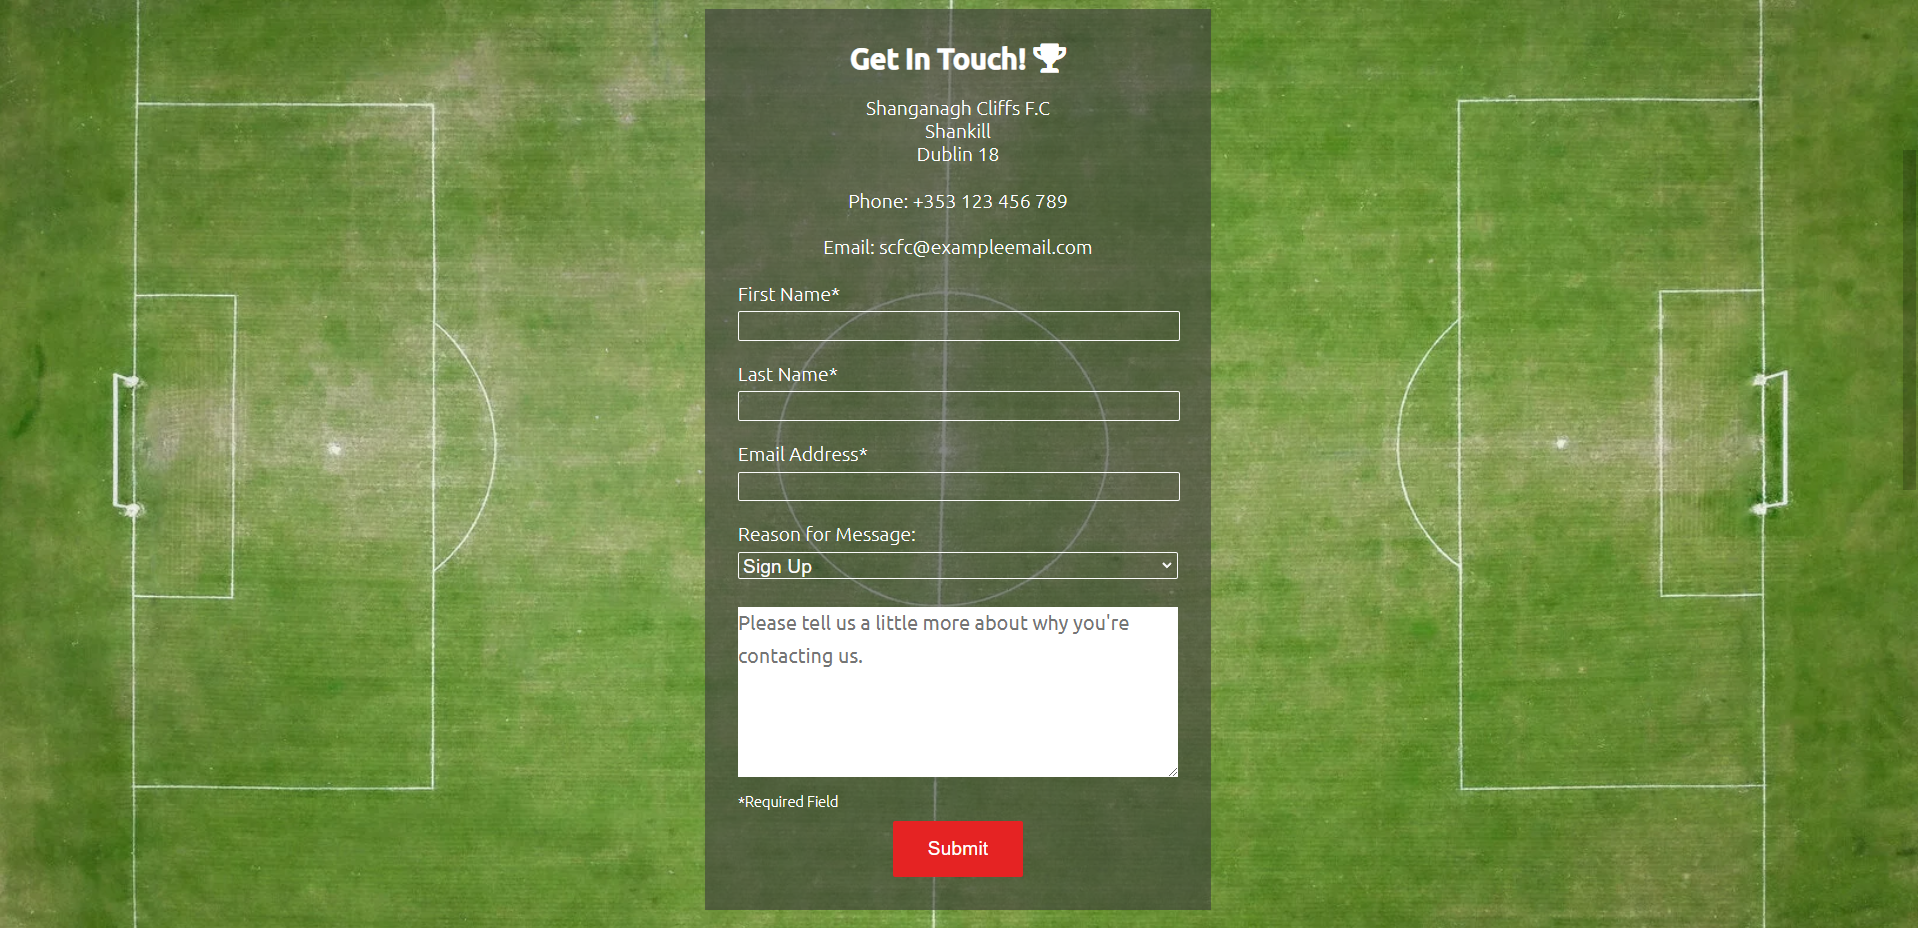 Get In Touch!
Shanganagh Cliffs F.C
Shankill
Dublin 18
Phone: +353 123 456 789
Email: scfc@exampleemail.com
First Name*
Last Name*
Email Address*
Reason for Message:
Sign Up
Please tell us a little more about why you're
contacting us.
*Required Field
Submit